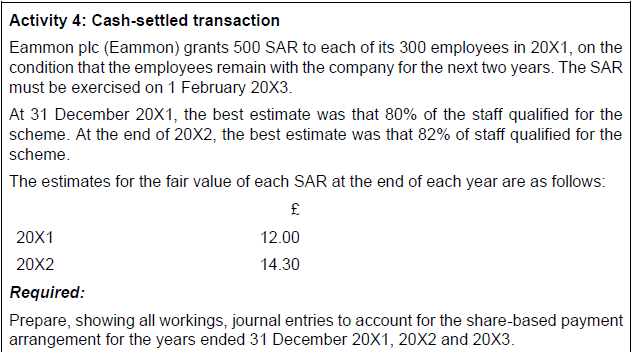 Activity 4: Cash-settled transaction
Eammon plc (Eammon) grants 500 SAR to each of its 300 employees in 20X1, on the
condition that the employees remain with the company for the next two years. The SAR
must be exercised on 1 February 20X3.
At 31 December 20X1, the best estimate was that 80% of the staff qualified for the
scheme. At the end of 20X2, the best estimate was that 82% of staff qualified for the
scheme.
The estimates for the fair value of each SAR at the end of each year are as follows:
£
20X1 12.00
20X2 14.30
Required:
Prepare, showing all workings, journal entries to account for the share-based payment
arrangement for the years ended 31 December 20X1, 20X2 and 20X3.